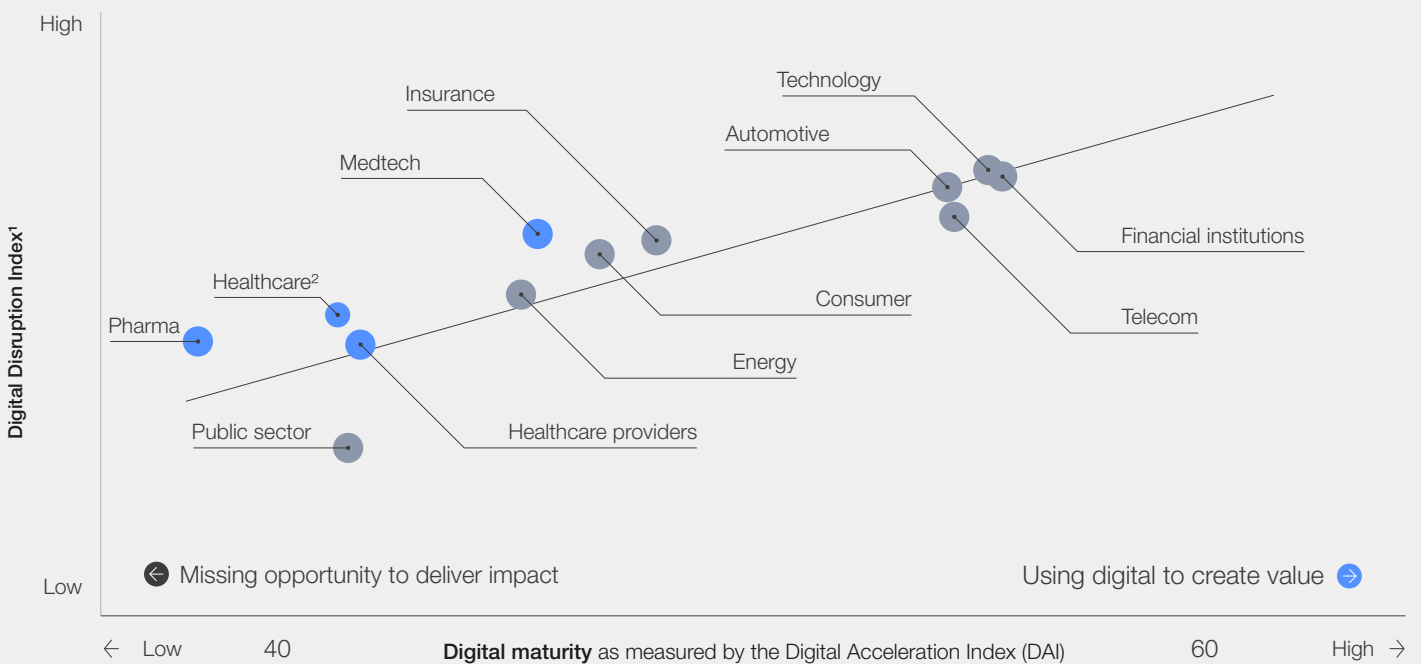 High
Technology
Insurance
Automotive
Medtech
Digital Disruption Index¹
Financial institutions
Healthcare²
Consumer
Pharma
Telecom
Energy
Public sector
Healthcare providers
← Missing opportunity to deliver impact
Using digital to create value →
Low
← Low 40 Digital maturity as measured by the Digital Acceleration Index (DAI) 60 High →